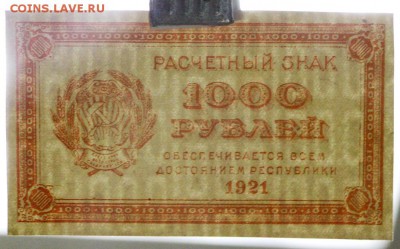 COINS.LAVE.RU
РАСЧЕТНЫЙ ЗНАК
1000
РУБЛЕЙ
ОБЕСПЕЧИВАЕТСЯ ВСЕМ
ДОСТОЯНИЕМ РЕСПУБЛИКИ
1921